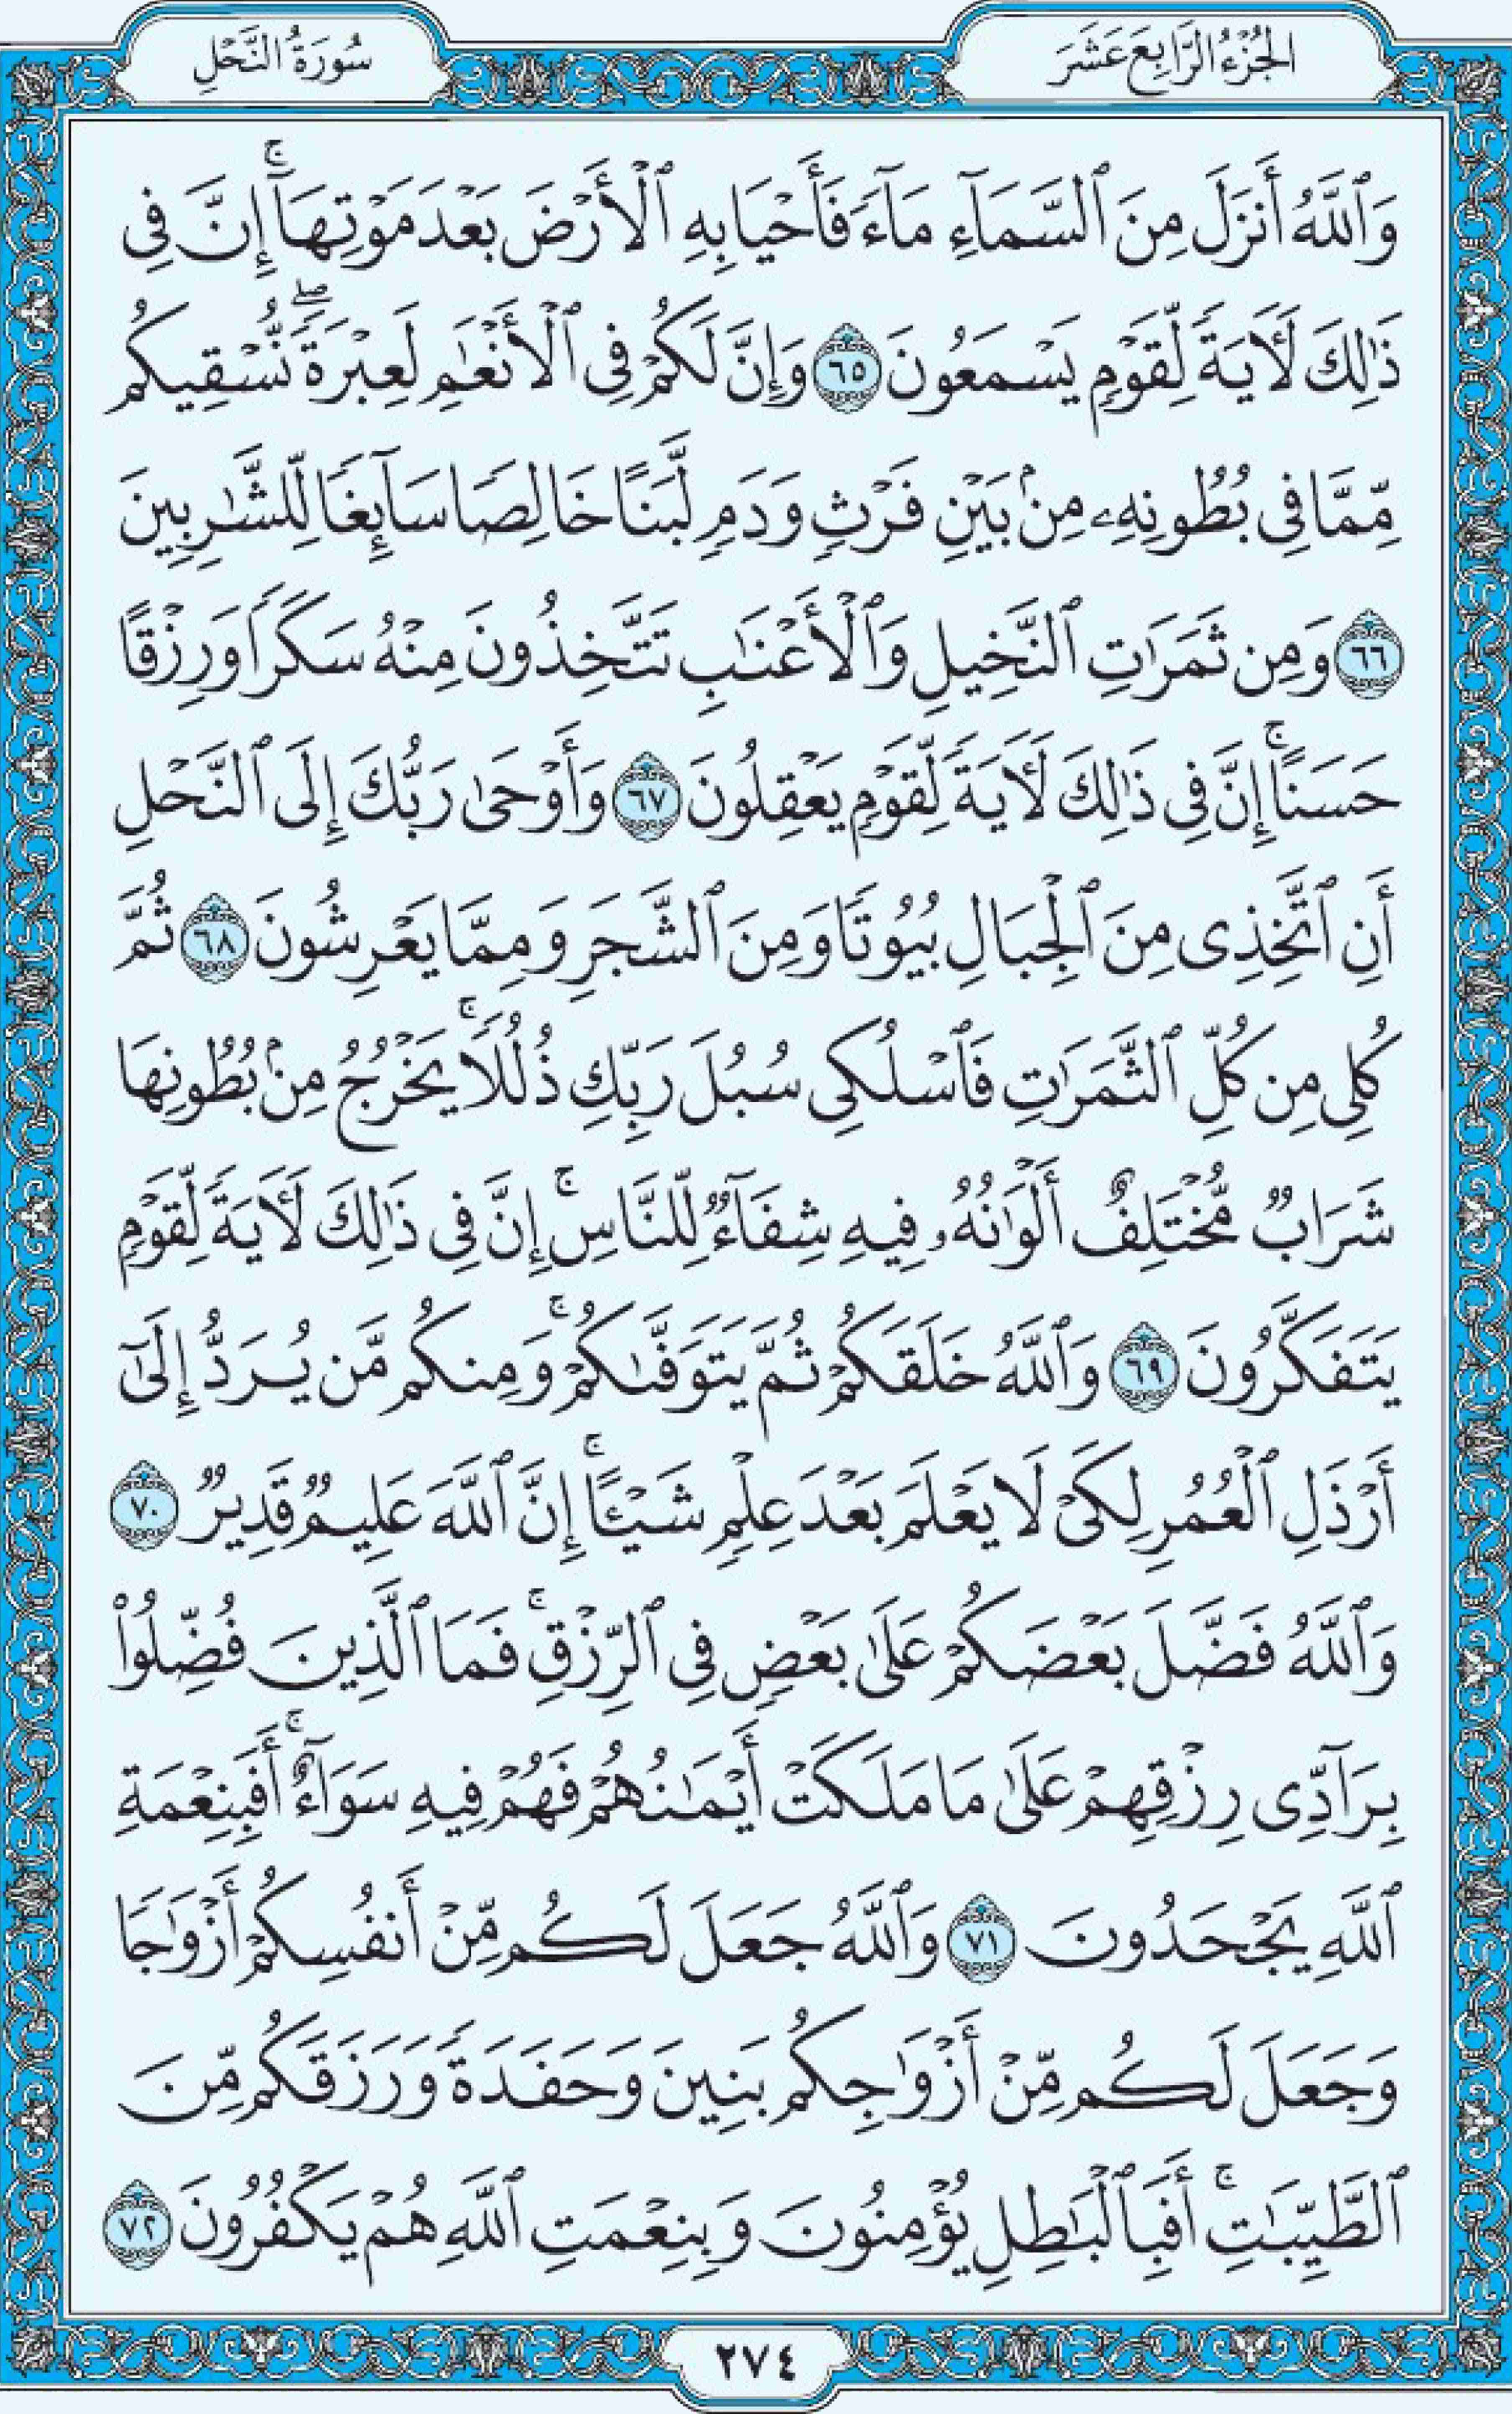 الجُزْءُ الرَّابِعَ عَشَرَ
سُورَةُ النَّحْلِ
وَٱللَّهُ أَنزَلَ مِنَ ٱلسَّمَآءِ مَآءً فَأَحْيَا بِهِ ٱلْأَرْضَ بَعْدَ مَوْتِهَآ ۚ إِنَّ فِى
ذَٰلِكَ لَـَٔايَةً لِّقَوْمٍ يَسْمَعُونَ ٦٥ وَإِنَّ لَكُمْ فِى ٱلْأَنْعَـٰمِ لَعِبْرَةً ۖ نُّسْقِيكُم
مِّمَّا فِى بُطُونِهِۦ مِنۢ بَيْنِ فَرْثٍ وَدَمٍ لَّبَنًا خَالِصًا سَآئِغًا لِّلشَّـٰرِبِينَ
٦٦ وَمِن ثَمَرَٰتِ ٱلنَّخِيلِ وَٱلْأَعْنَـٰبِ تَتَّخِذُونَ مِنْهُ سَكَرًا وَرِزْقًا
حَسَنًا ۗ إِنَّ فِى ذَٰلِكَ لَـَٔايَةً لِّقَوْمٍ يَعْقِلُونَ ٦٧ وَأَوْحَىٰ رَبُّكَ إِلَى ٱلنَّحْلِ
أَنِ ٱتَّخِذِى مِنَ ٱلْجِبَالِ بُيُوتًا وَمِنَ ٱلشَّجَرِ وَمِمَّا يَعْرِشُونَ ٦٨ ثُمَّ
كُلِى مِن كُلِّ ٱلثَّمَرَٰتِ فَٱسْلُكِى سُبُلَ رَبِّكِ ذُلُلًا ۚ يَخْرُجُ مِنۢ بُطُونِهَا
شَرَابٌ مُّخْتَلِفٌ أَلْوَٰنُهُۥ فِيهِ شِفَآءٌ لِّلنَّاسِ ۚ إِنَّ فِى ذَٰلِكَ لَـَٔايَةً لِّقَوْمٍ
يَتَفَكَّرُونَ ٦٩ وَٱللَّهُ خَلَقَكُمْ ثُمَّ يَتَوَفَّىٰكُمْ ۚ وَمِنكُم مَّن يُرَدُّ إِلَىٰٓ
أَرْذَلِ ٱلْعُمُرِ لِكَىْ لَا يَعْلَمَ بَعْدَ عِلْمٍ شَيْـًٔا ۚ إِنَّ ٱللَّهَ عَلِيمٌ قَدِيرٌ ٧٠
وَٱللَّهُ فَضَّلَ بَعْضَكُمْ عَلَىٰ بَعْضٍ فِى ٱلرِّزْقِ ۚ فَمَا ٱلَّذِينَ فُضِّلُوا۟
بِرَآدِّى رِزْقِهِمْ عَلَىٰ مَا مَلَكَتْ أَيْمَـٰنُهُمْ فَهُمْ فِيهِ سَوَآءٌ ۚ أَفَبِنِعْمَةِ
ٱللَّهِ يَجْحَدُونَ ٧١ وَٱللَّهُ جَعَلَ لَكُم مِّنْ أَنفُسِكُمْ أَزْوَٰجًا
وَجَعَلَ لَكُم مِّنْ أَزْوَٰجِكُم بَنِينَ وَحَفَدَةً وَرَزَقَكُم مِّنَ
ٱلطَّيِّبَـٰتِ ۚ أَفَبِٱلْبَـٰطِلِ يُؤْمِنُونَ وَبِنِعْمَتِ ٱللَّهِ هُمْ يَكْفُرُونَ ٧٢
٢٧٤